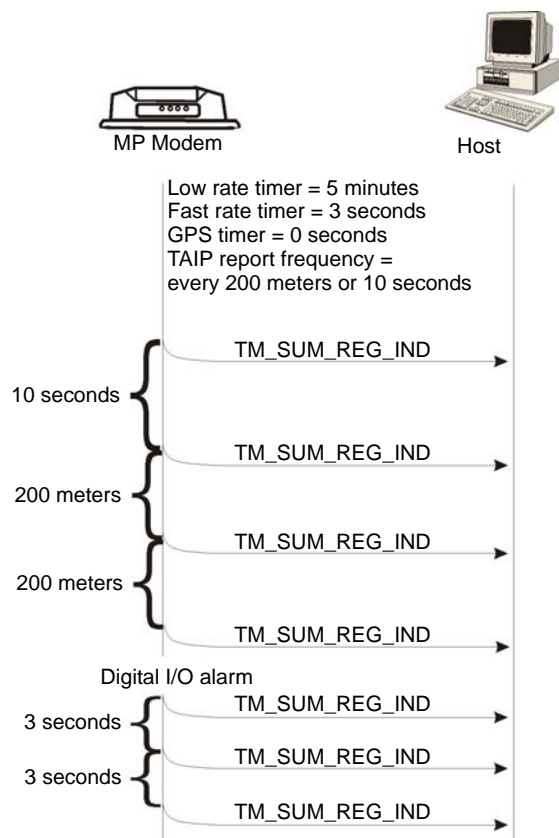 MP Modem
Host
Low rate timer = 5 minutes
Fast rate timer = 3 seconds
GPS timer = 0 seconds
TAIP report frequency =
every 200 meters or 10 seconds
TM_SUM_REG_IND
10 seconds
TM_SUM_REG_IND
200 meters
TM_SUM_REG_IND
200 meters
TM_SUM_REG_IND
Digital I/O alarm
TM_SUM_REG_IND
3 seconds
TM_SUM_REG_IND
3 seconds
TM_SUM_REG_IND